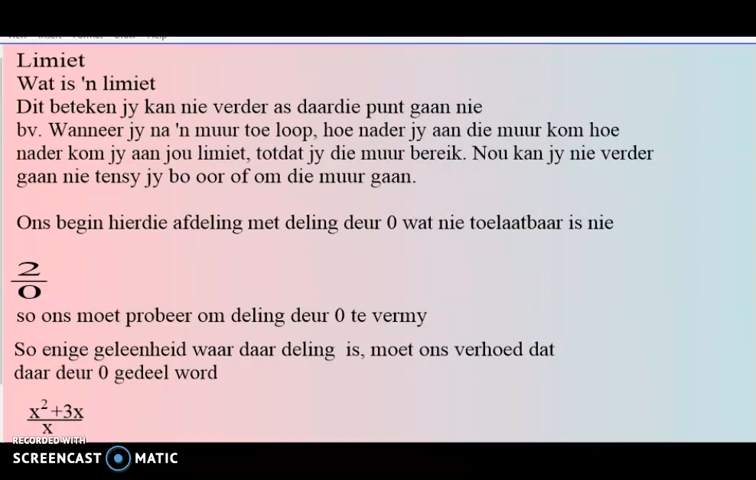 Limiet
Wat is 'n limiet
Dit beteken jy kan nie verder as daardie punt gaan nie
bv. Wanneer jy na 'n muur toe loop, hoe nader jy aan die muur kom hoe
nader kom jy aan jou limiet, totdat jy die muur bereik. Nou kan jy nie verder
gaan nie tensy jy bo oor of om die muur gaan.
Ons begin hierdie afdeling met deling deur 0 wat nie toelaatbaar is nie
2
0
so ons moet probeer om deling deur 0 te vermy
So enige geleenheid waar daar deling is, moet ons verhoed dat
daar deur 0 gedeel word
x²+3x
x
RECORDED WITH
SCREENCAST MATIC